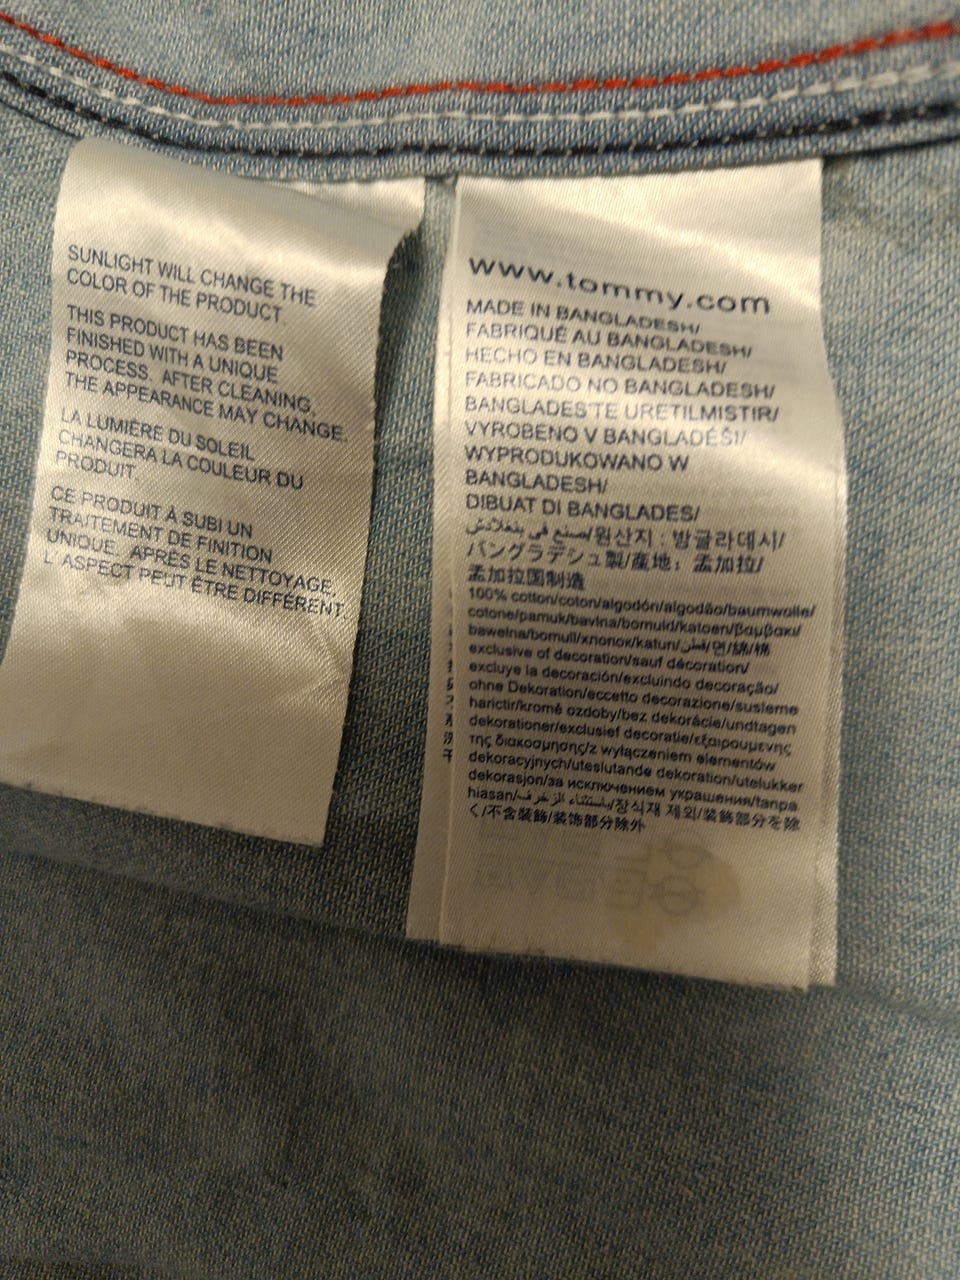 SUNLIGHT WILL CHANGE THE
COLOR OF THE PRODUCT.
THIS PRODUCT HAS BEEN
FINISHED WITH A UNIQUE
PROCESS. AFTER CLEANING,
THE APPEARANCE MAY CHANGE.
LA LUMIÈRE DU SOLEIL
CHANGERA LA COULEUR DU
PRODUIT.
CE PRODUIT À SUBI UN
TRAITEMENT DE FINITION
UNIQUE. APRÈS LE NETTOYAGE,
L' ASPECT PEUT ÊTRE DIFFÉRENT.
www.tommy.com
MADE IN BANGLADESH/
FABRIQUÉ AU BANGLADESH/
HECHO EN BANGLADESH/
FABRICADO NO BANGLADESH/
BANGLADES'TE URETILMISTIR/
VYROBENO V BANGLADÉŠI/
WYPRODUKOWANO W
BANGLADESH/
DIBUAT DI BANGLADES/
صنع في بنغلادش/원산지 : 방글라데시/
バングラデシュ製/產地：孟加拉/
孟加拉国制造
100% cotton/coton/algodón/algodão/baumwolle/
cotone/pamuk/bavlna/bomuld/katoen/βαμβακι/
bawełna/bomull/хлопок/katun/قطن/면/綿/棉
exclusive of decoration/sauf décoration/
excluye la decoración/excluindo decoração/
ohne Dekoration/eccetto decorazione/susleme
harictir/kromě ozdoby/bez dekorácie/undtagen
dekorationer/exclusief decoratie/εξαιρουμενης
της διακοσμησης/z wyłączeniem elementów
dekoracyjnych/uteslutande dekoration/utelukker
dekorasjon/за исключением украшения/tanpa
hiasan/باستثناء الزخرف/장식재 제외/装飾部分を除
く/不含裝飾/装饰部分除外